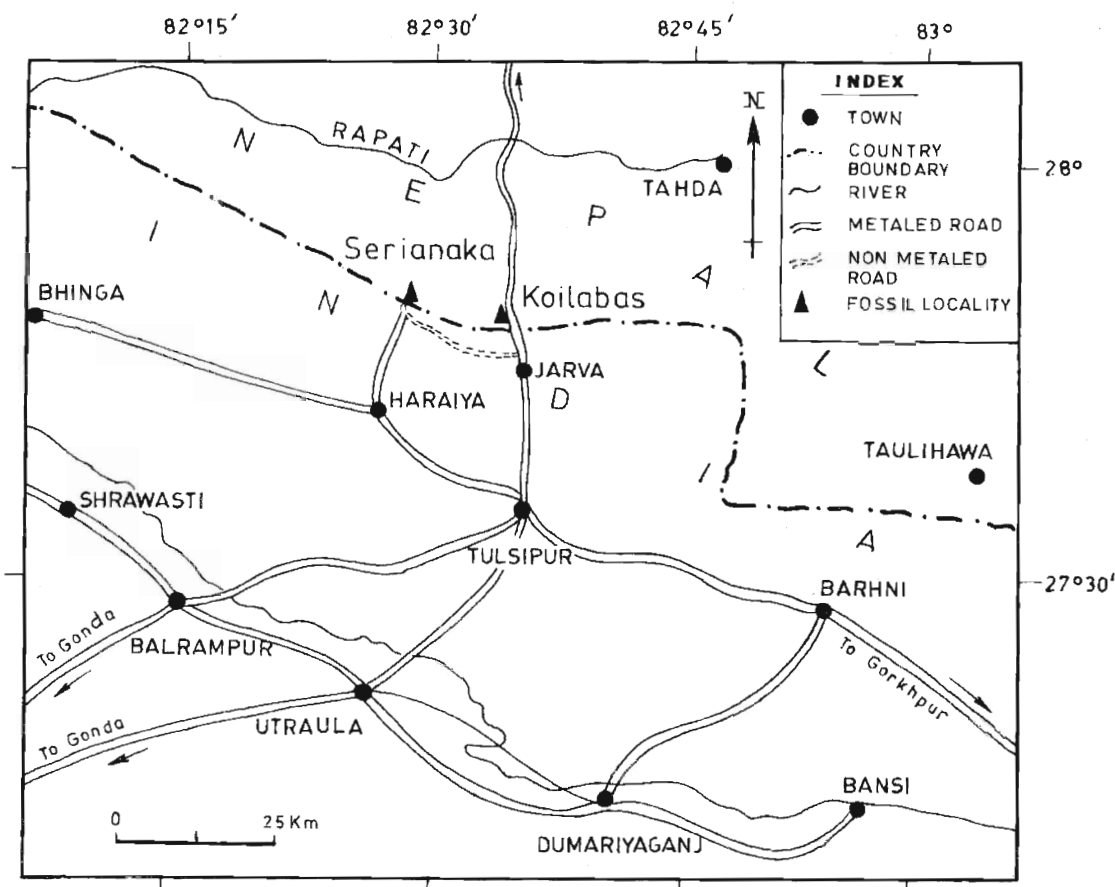 82°15' 82°30' 82°45' 83°
INDEX
TOWN
COUNTRY
BOUNDARY
RIVER
METALED ROAD
NON METALED
ROAD
FOSSIL LOCALITY
N
28°
RAPATI
TAHDA
N E P A L
I N D I A
Serianaka
Koilabas
BHINGA
JARVA
HARAIYA
TAULIHAWA
SHRAWASTI
TULSIPUR
BARHNI
27°30'
To Gonda
BALRAMPUR
To Gorkhpur
UTRAULA
To Gonda
BANSI
DUMARIYAGANJ
0 25 Km